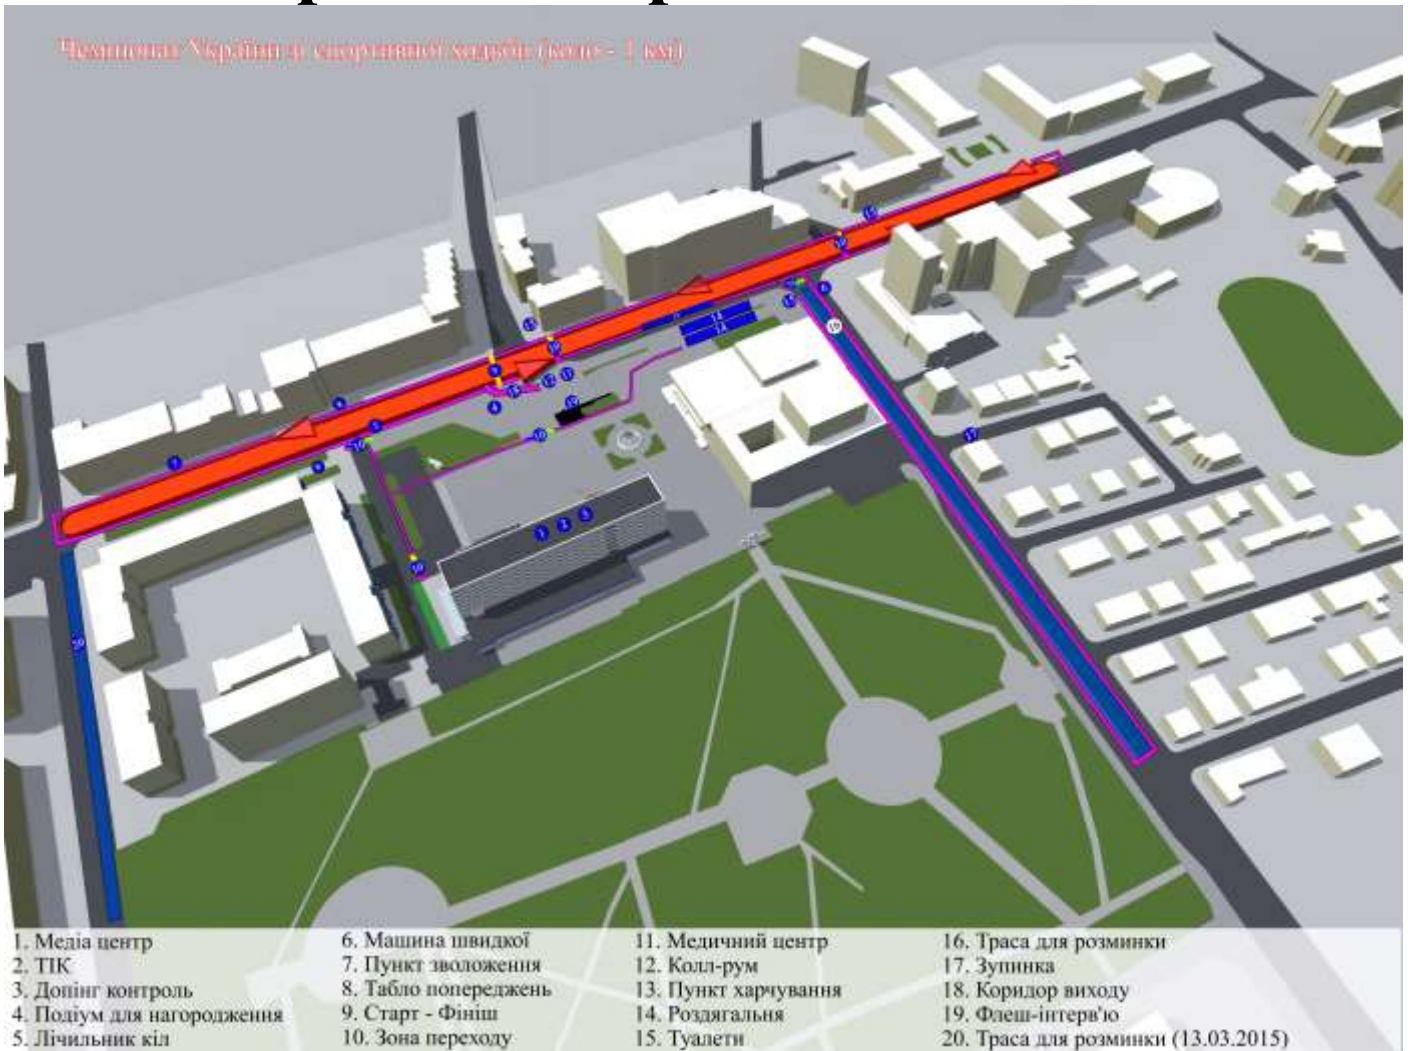 Чемпіонат України зі спортивної ходьби (коло - 1 км)
14
14
1. Медіа центр
2. ТІК
3. Допінг контроль
4. Подіум для нагородження
5. Лічильник кіл
6. Машина швидкої
7. Пункт зволоження
8. Табло попереджень
9. Старт - Фініш
10. Зона переходу
11. Медичний центр
12. Колл-рум
13. Пункт харчування
14. Роздягальня
15. Туалети
16. Траса для розминки
17. Зупинка
18. Коридор виходу
19. Флеш-інтерв'ю
20. Траса для розминки (13.03.2015)